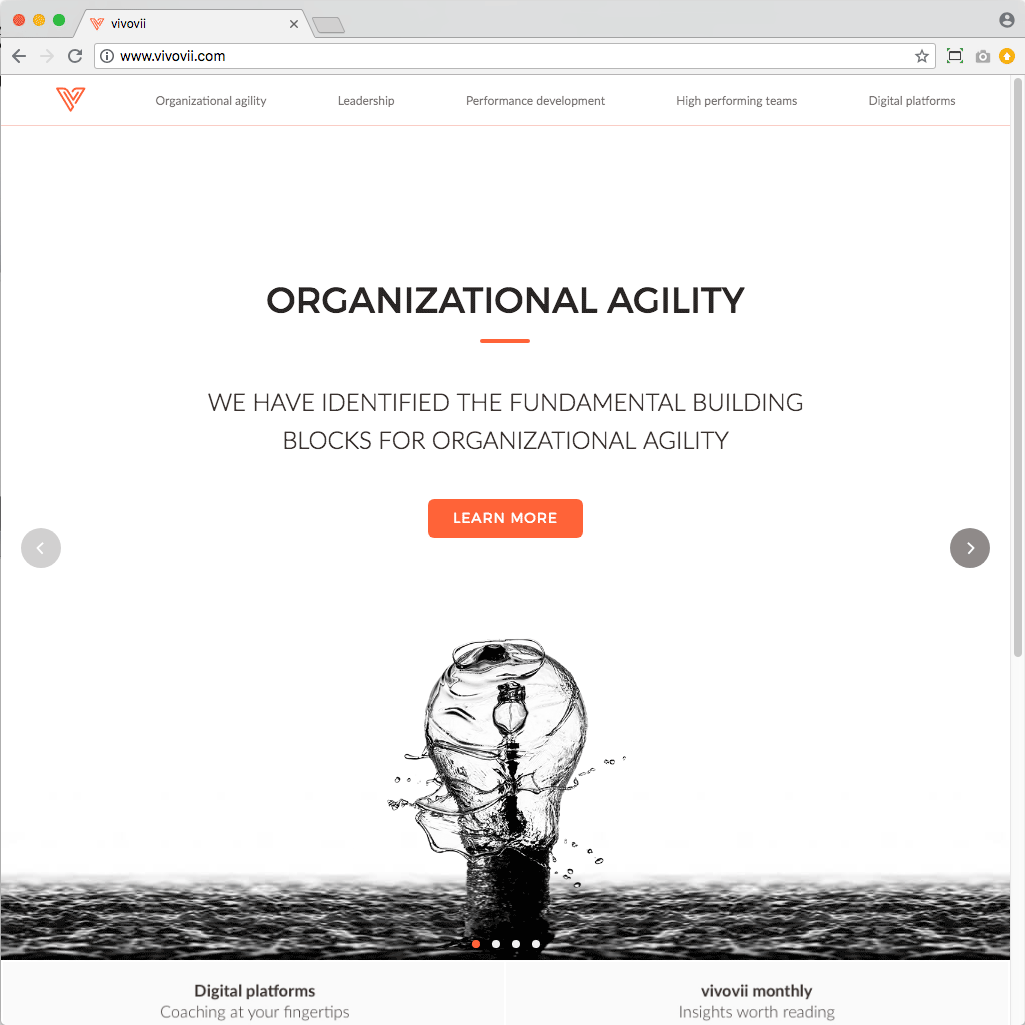 vivovii
www.vivovii.com
Organizational agility
Leadership
Performance development
High performing teams
Digital platforms
ORGANIZATIONAL AGILITY
WE HAVE IDENTIFIED THE FUNDAMENTAL BUILDING
BLOCKS FOR ORGANIZATIONAL AGILITY
LEARN MORE
Digital platforms
Coaching at your fingertips
vivovii monthly
Insights worth reading